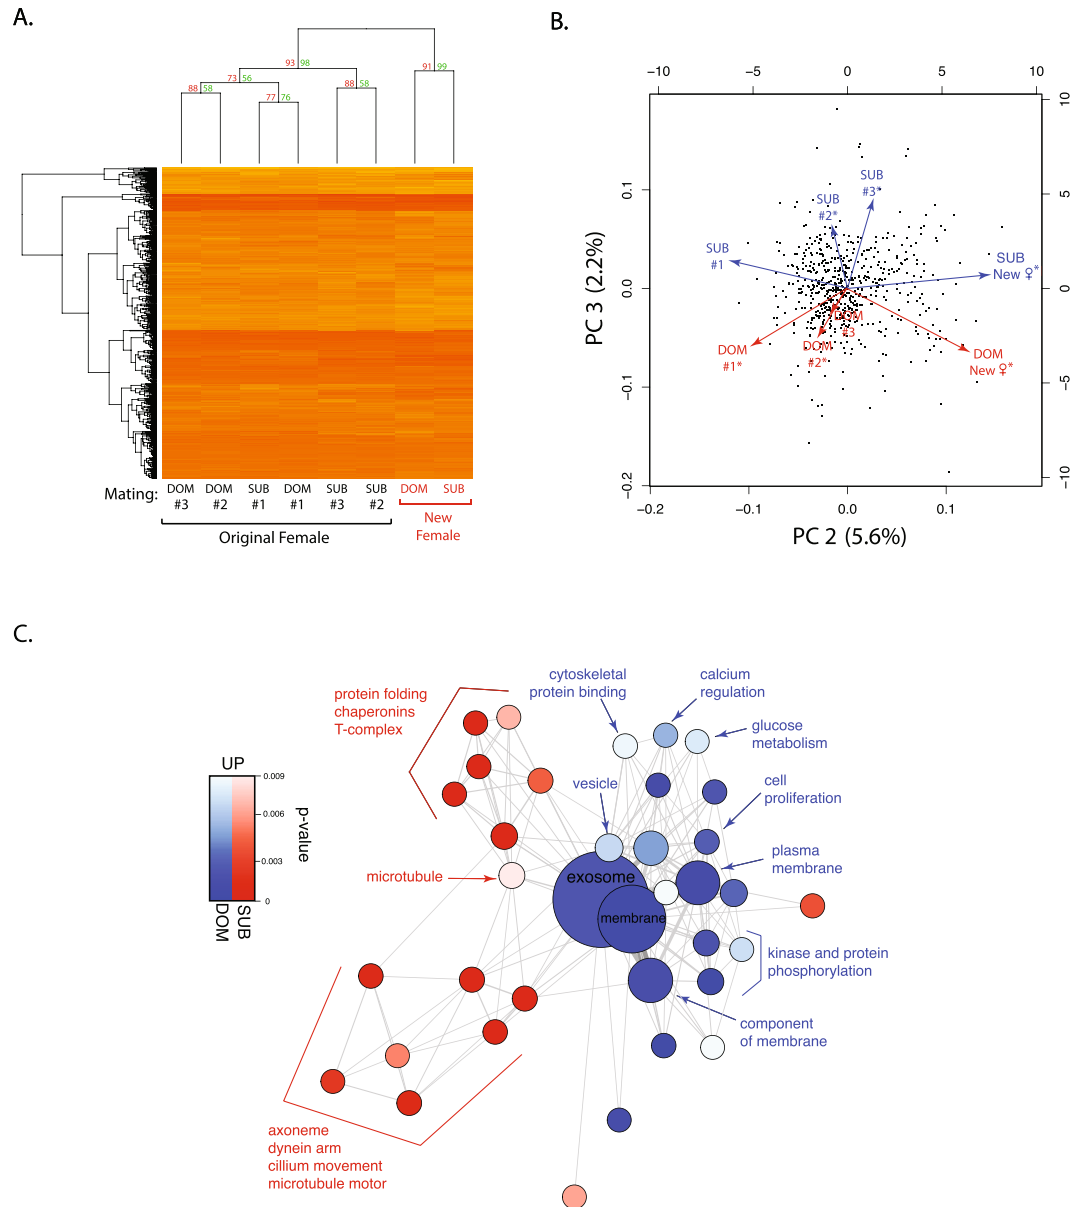 A.
93 98
73 56
91 99
88 58
88 58
77 76
Mating:
DOM #3
DOM #2
SUB #1
DOM #1
SUB #3
SUB #2
DOM
SUB
Original Female
New Female
B.
−10 −5 0 5 10
10
5
0
−5
−10
0.1
0.0
−0.1
−0.2
−0.2 −0.1 0.0 0.1
PC 3 (2.2%)
PC 2 (5.6%)
SUB
#3*
SUB
#2*
SUB
#1
SUB
New ♀*
DOM
#3
DOM
#2*
DOM
#1*
DOM
New ♀*
C.
UP
0.009
0.006
0.003
0
p-value
DOM
SUB
protein folding
chaperonins
T-complex
cytoskeletal
protein binding
calcium
regulation
glucose
metabolism
vesicle
cell
proliferation
plasma
membrane
microtubule
exosome
membrane
kinase and protein
phosphorylation
component
of membrane
axoneme
dynein arm
cillium movement
microtubule motor